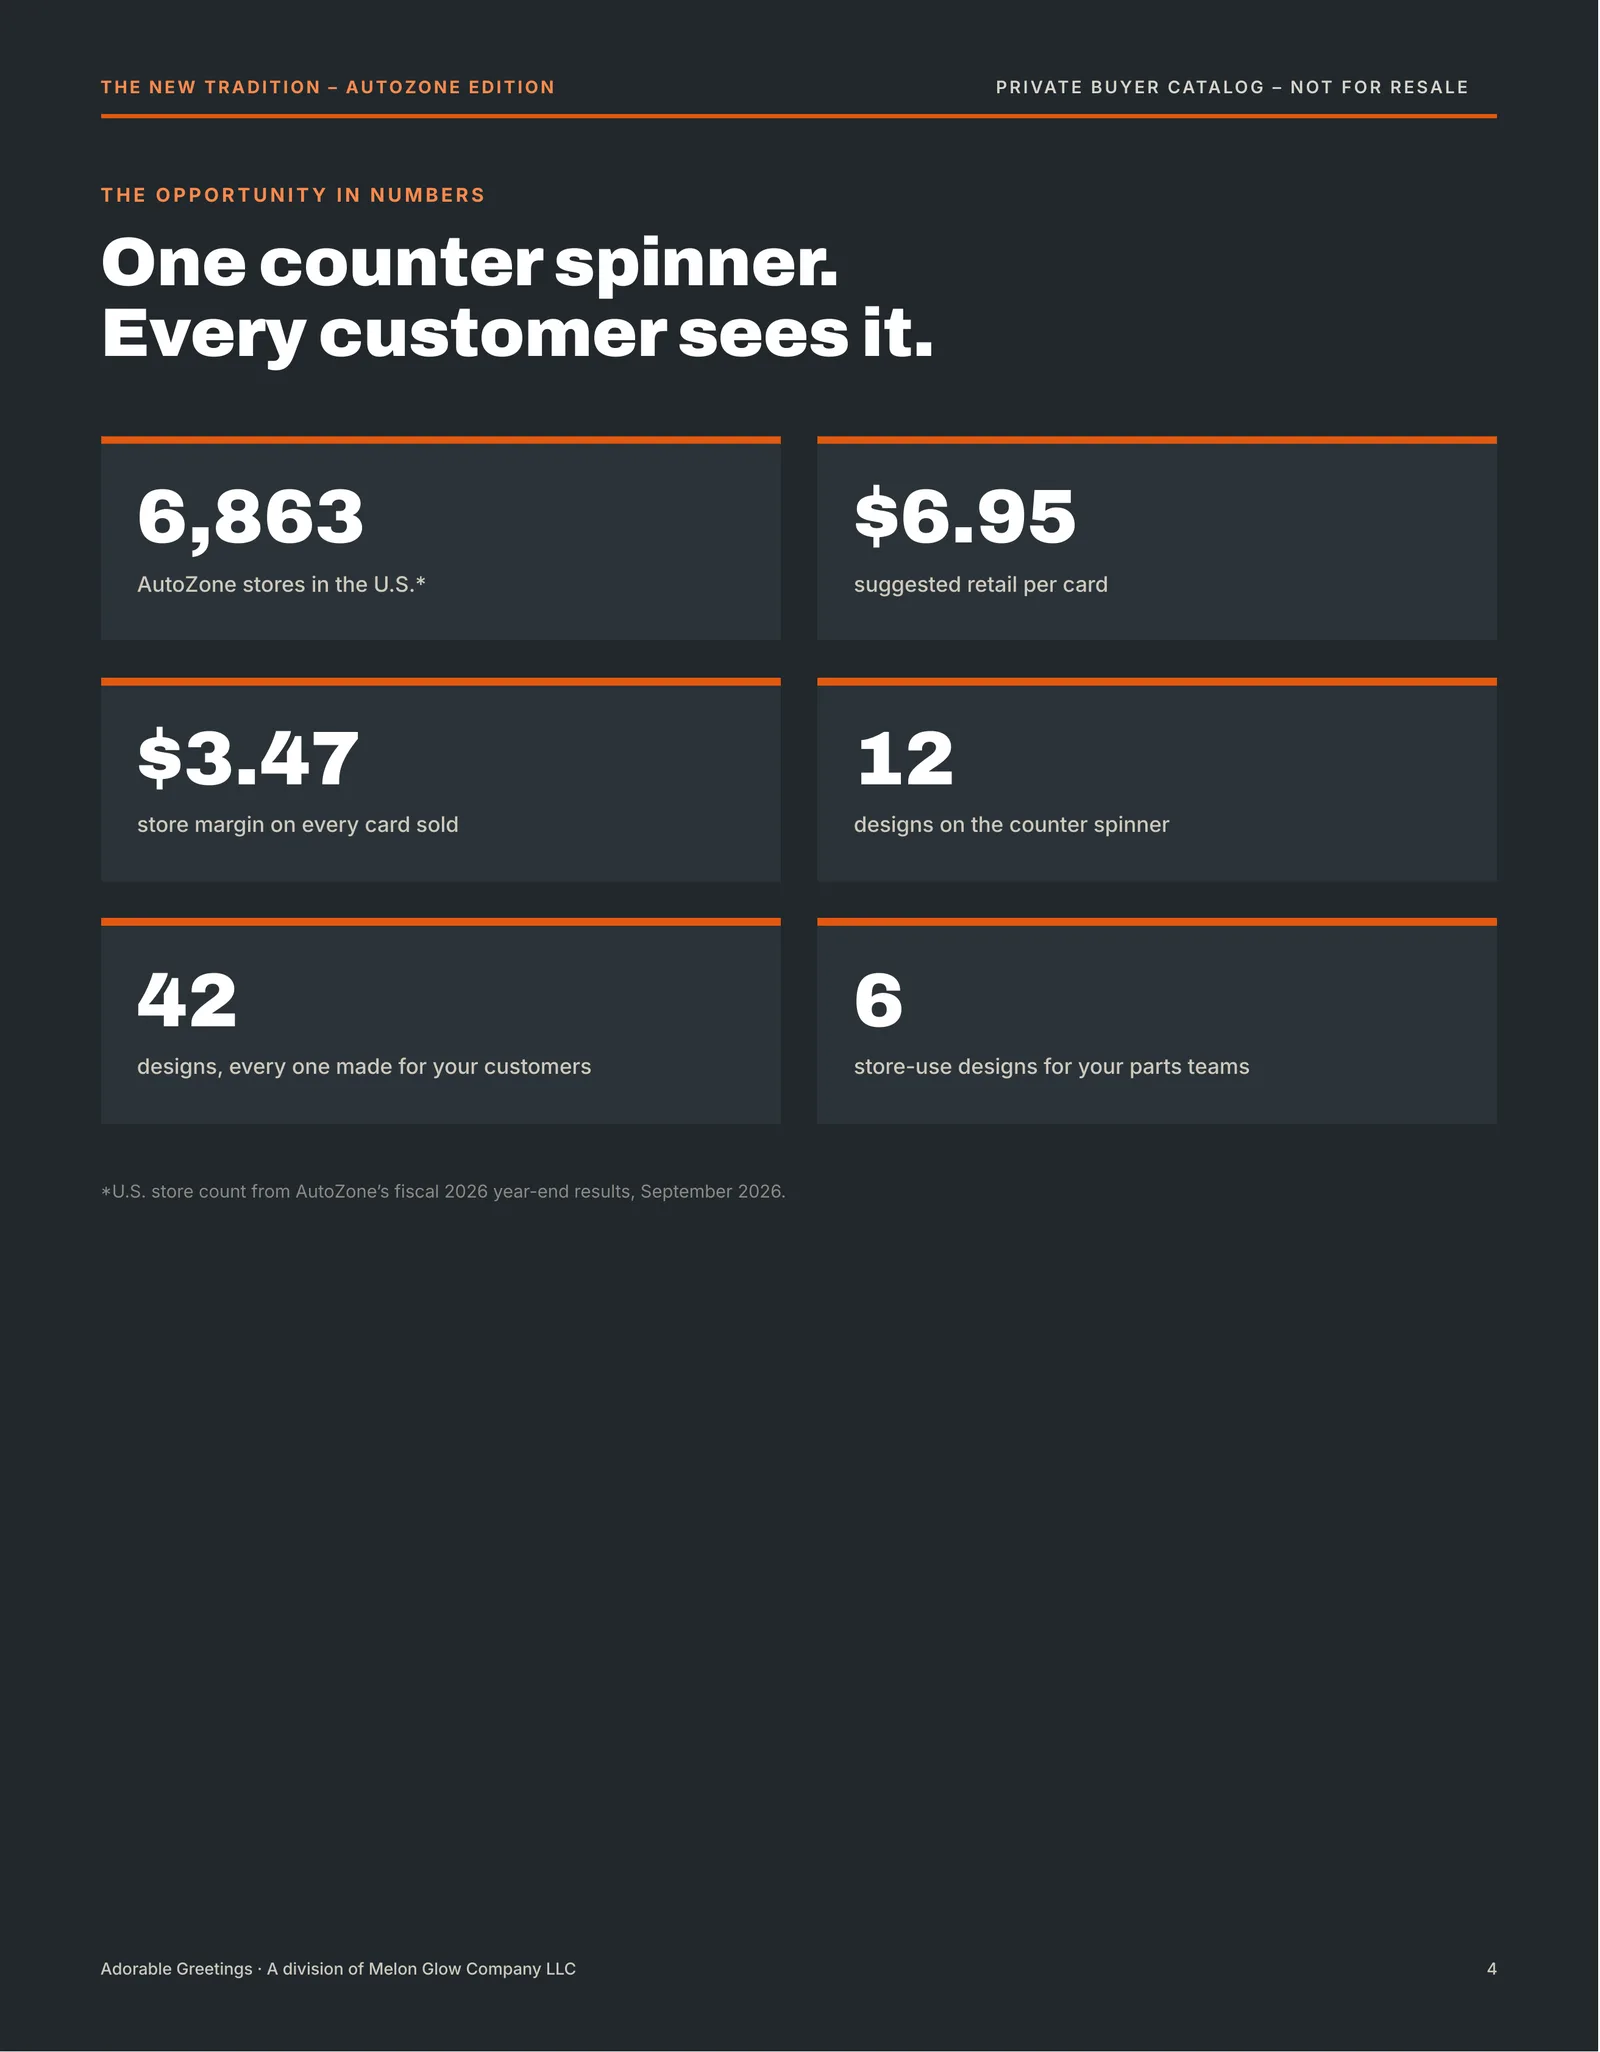 THE NEW TRADITION – AUTOZONE EDITION
PRIVATE BUYER CATALOG – NOT FOR RESALE
THE OPPORTUNITY IN NUMBERS
One counter spinner.
Every customer sees it.
6,863
AutoZone stores in the U.S.*
$6.95
suggested retail per card
$3.47
store margin on every card sold
12
designs on the counter spinner
42
designs, every one made for your customers
6
store-use designs for your parts teams
*U.S. store count from AutoZone’s fiscal 2026 year-end results, September 2026.
Adorable Greetings · A division of Melon Glow Company LLC
4